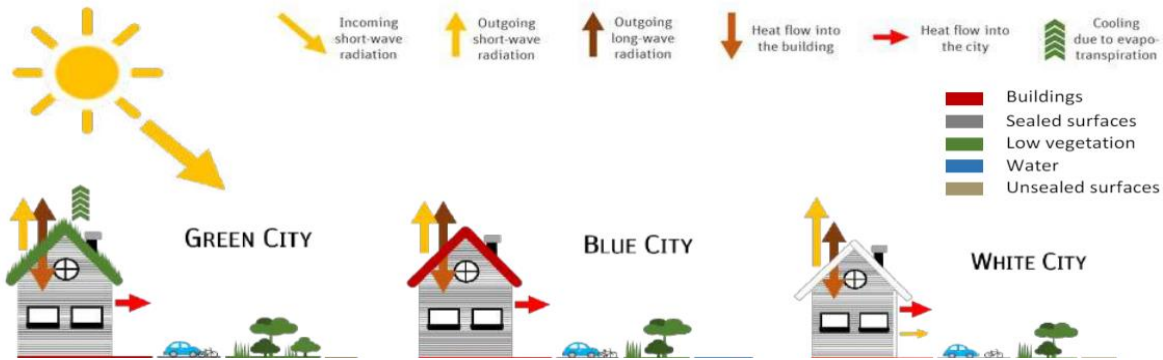 Incoming
short-wave
radiation
Outgoing
short-wave
radiation
Outgoing
long-wave
radiation
Heat flow into
the building
Heat flow into
the city
Cooling
due to evapo-
transpiration
Buildings
Sealed surfaces
Low vegetation
Water
Unsealed surfaces
GREEN CITY
BLUE CITY
WHITE CITY